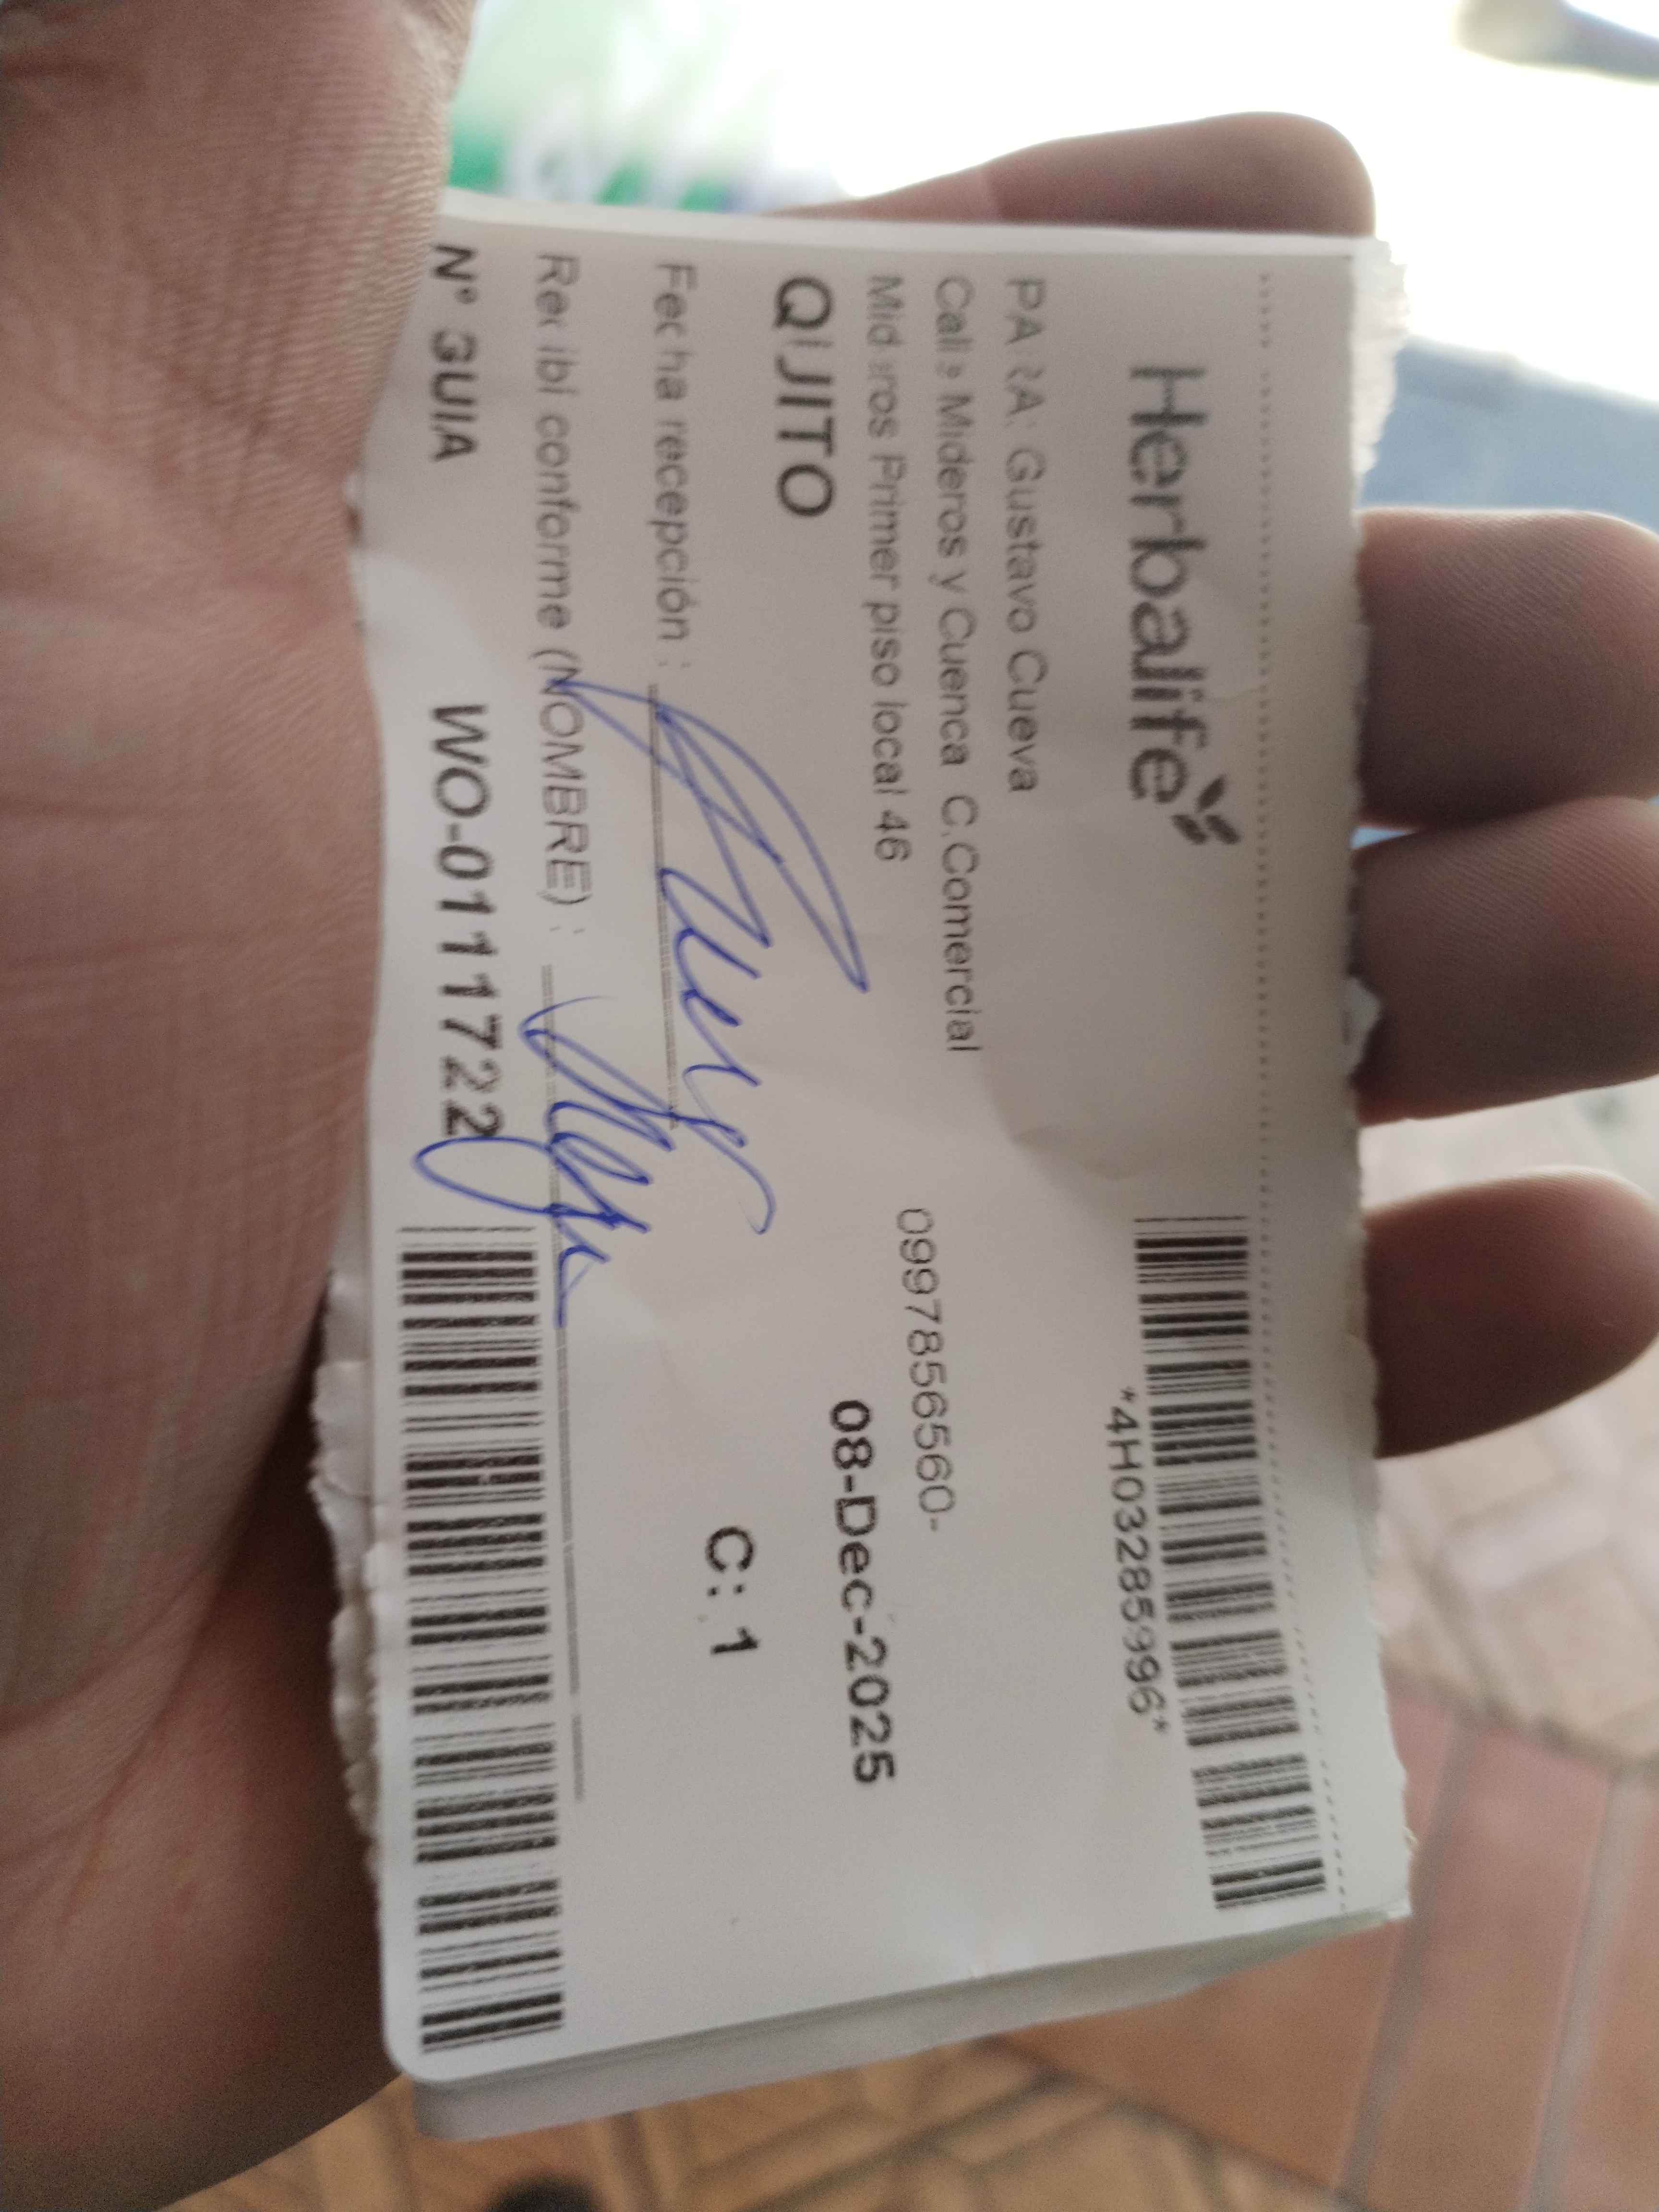 Herbalife
*4H03285996*
PARA: Gustavo Cueva
Calle Mideros y Cuenca C.Comercial
Mideros Primer piso local 46
0997856560-
QUITO
08-Dec-2025
Fecha recepción :
C: 1
Recibí conforme (NOMBRE) :
N° GUIA WO-0111722